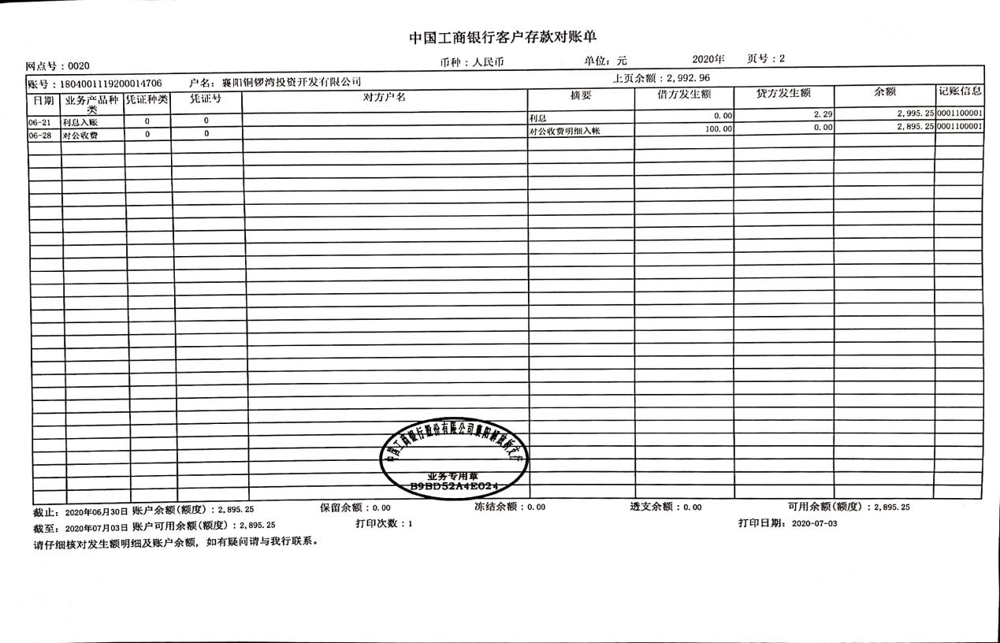 中国工商银行客户存款对账单
网点号：0020 币种：人民币 单位：元 2020年 页号：2
账号：1804001119200014706 户名：襄阳铜锣湾投资开发有限公司 上页余额：2,992.96
日期 业务产品种类 凭证种类 凭证号 对方户名 摘要 借方发生额 贷方发生额 余额 记账信息
06-21 利息入账 0 0 利息 0.00 2.29 2,995.25 0001100001
06-28 对公收费 0 0 对公收费明细入帐 100.00 0.00 2,895.25 0001100001
中国工商银行股份有限公司襄阳解放桥支行
业务专用章
B9BD52A4E024
截止：2020年06月30日 账户余额(额度)：2,895.25 保留余额：0.00 冻结余额：0.00 透支余额：0.00 可用余额(额度)：2,895.25
截至：2020年07月03日 账户可用余额(额度)：2,895.25 打印次数：1 打印日期：2020-07-03
请仔细核对发生额明细及账户余额，如有疑问请与我行联系。